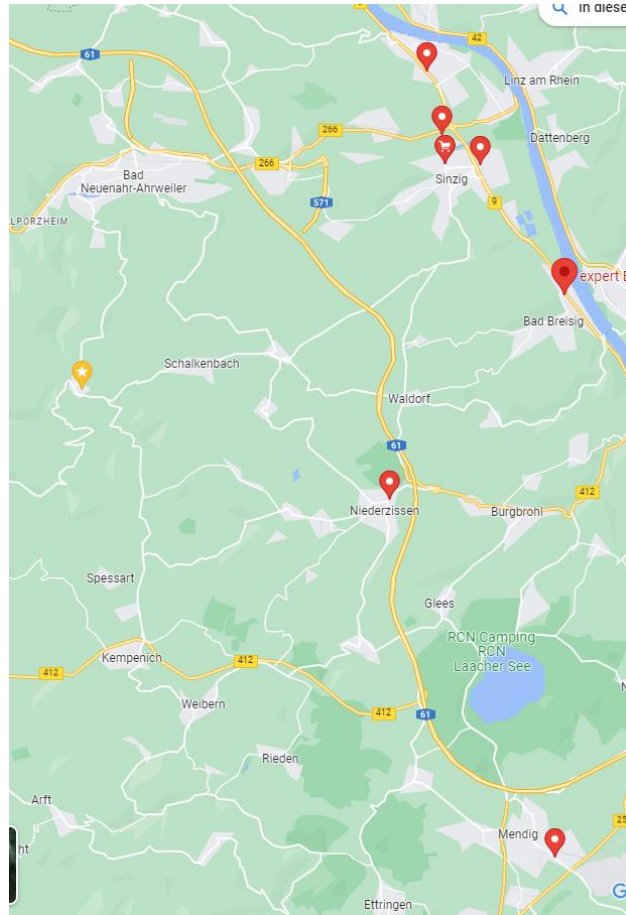 in diese
42
61
Linz am Rhein
266
Dattenberg
266
Bad
Neuenahr-Ahrweiler
Sinzig
571
9
LPORZHEIM
expert B
Bad Breisig
Schalkenbach
Waldorf
61
412
Niederzissen
Burgbrohl
Spessart
Glees
RCN Camping
RCN
Laacher See
Kempenich
412
412
N
Weibern
412
61
Rieden
Arft
25
Mendig
ht
G
Ettringen